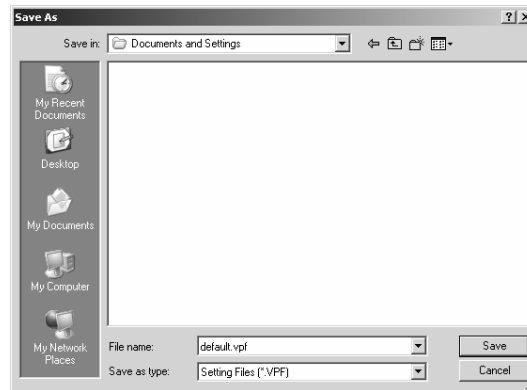 Save As
Save in: Documents and Settings
My Recent
Documents
Desktop
My Documents
My Computer
My Network
Places
File name: default.vpf Save
Save as type: Setting Files (*.VPF) Cancel